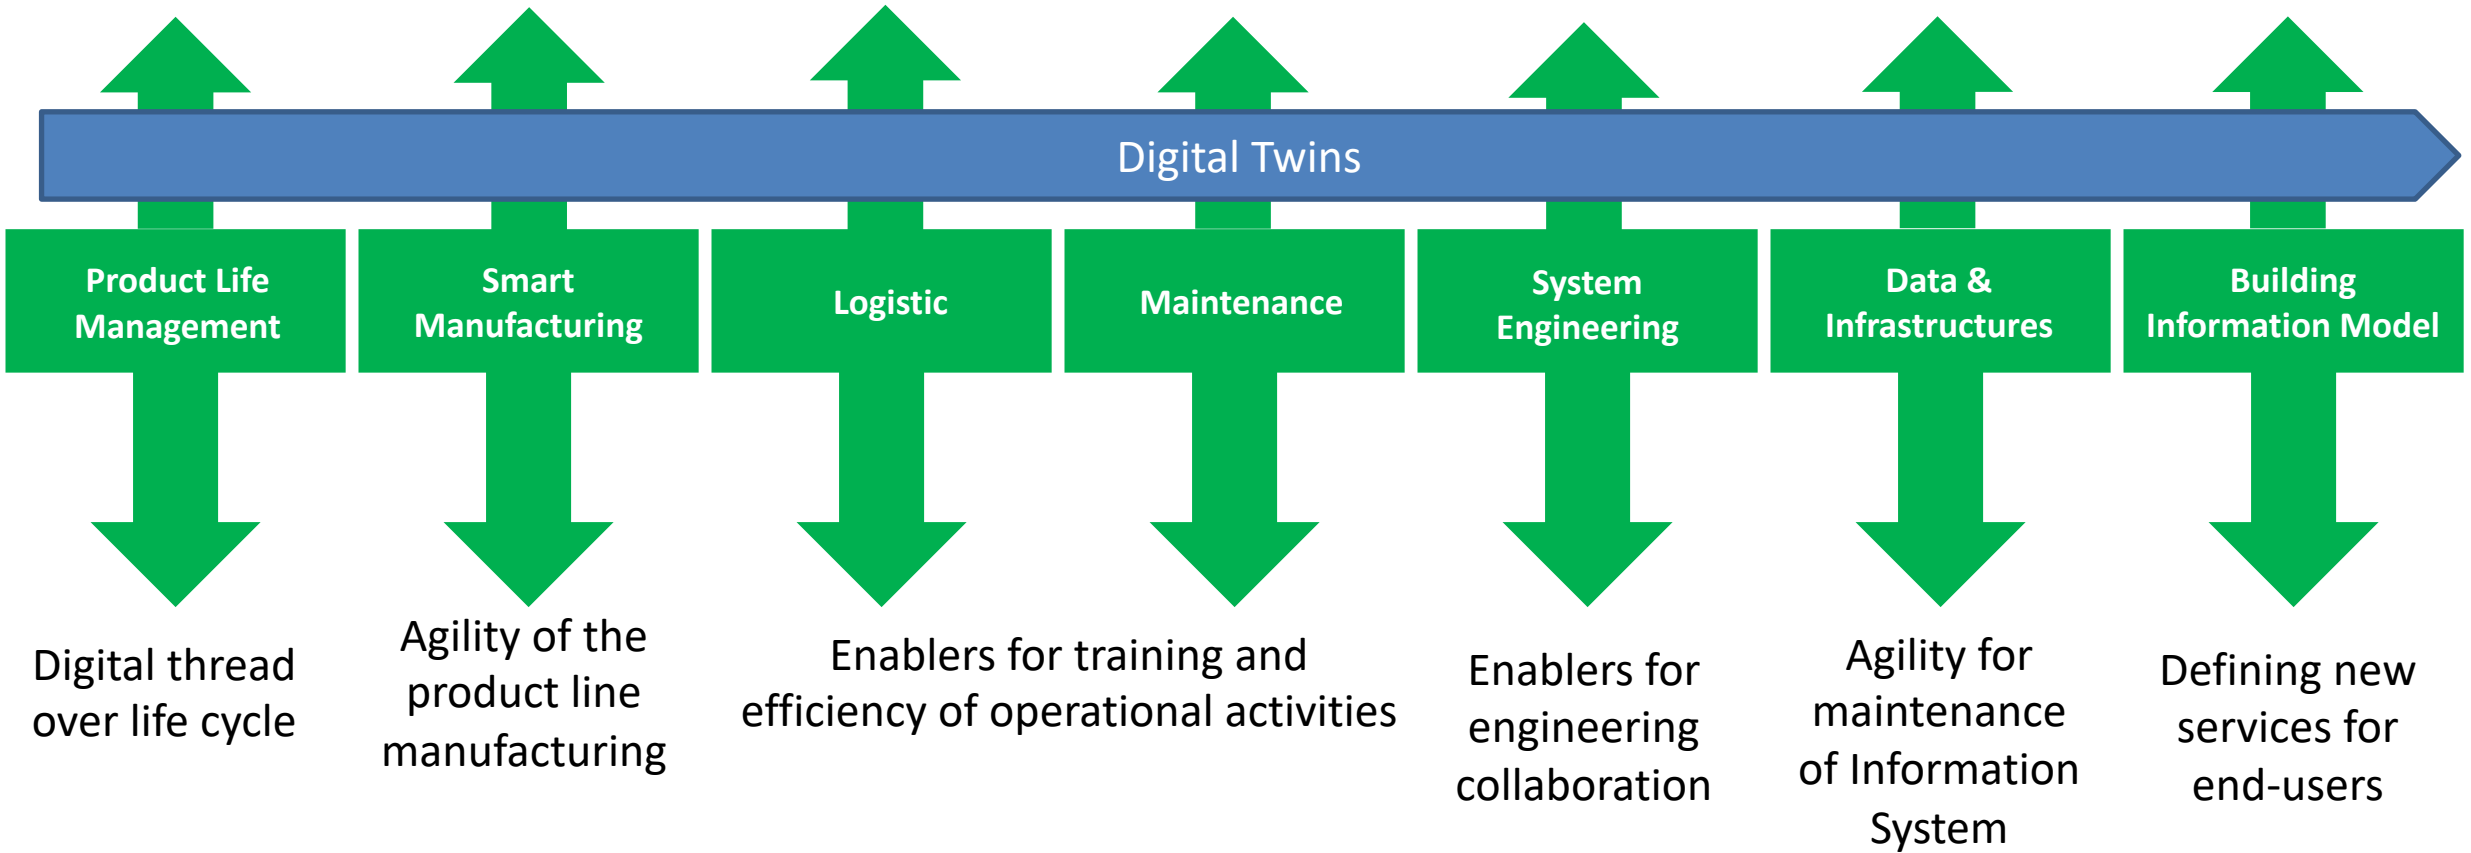 Digital Twins
Product Life
Management
Smart
Manufacturing
Logistic
Maintenance
System
Engineering
Data &
Infrastructures
Building
Information Model
Digital thread
over life cycle
Agility of the
product line
manufacturing
Enablers for training and
efficiency of operational activities
Enablers for
engineering
collaboration
Agility for
maintenance
of Information
System
Defining new
services for
end-users